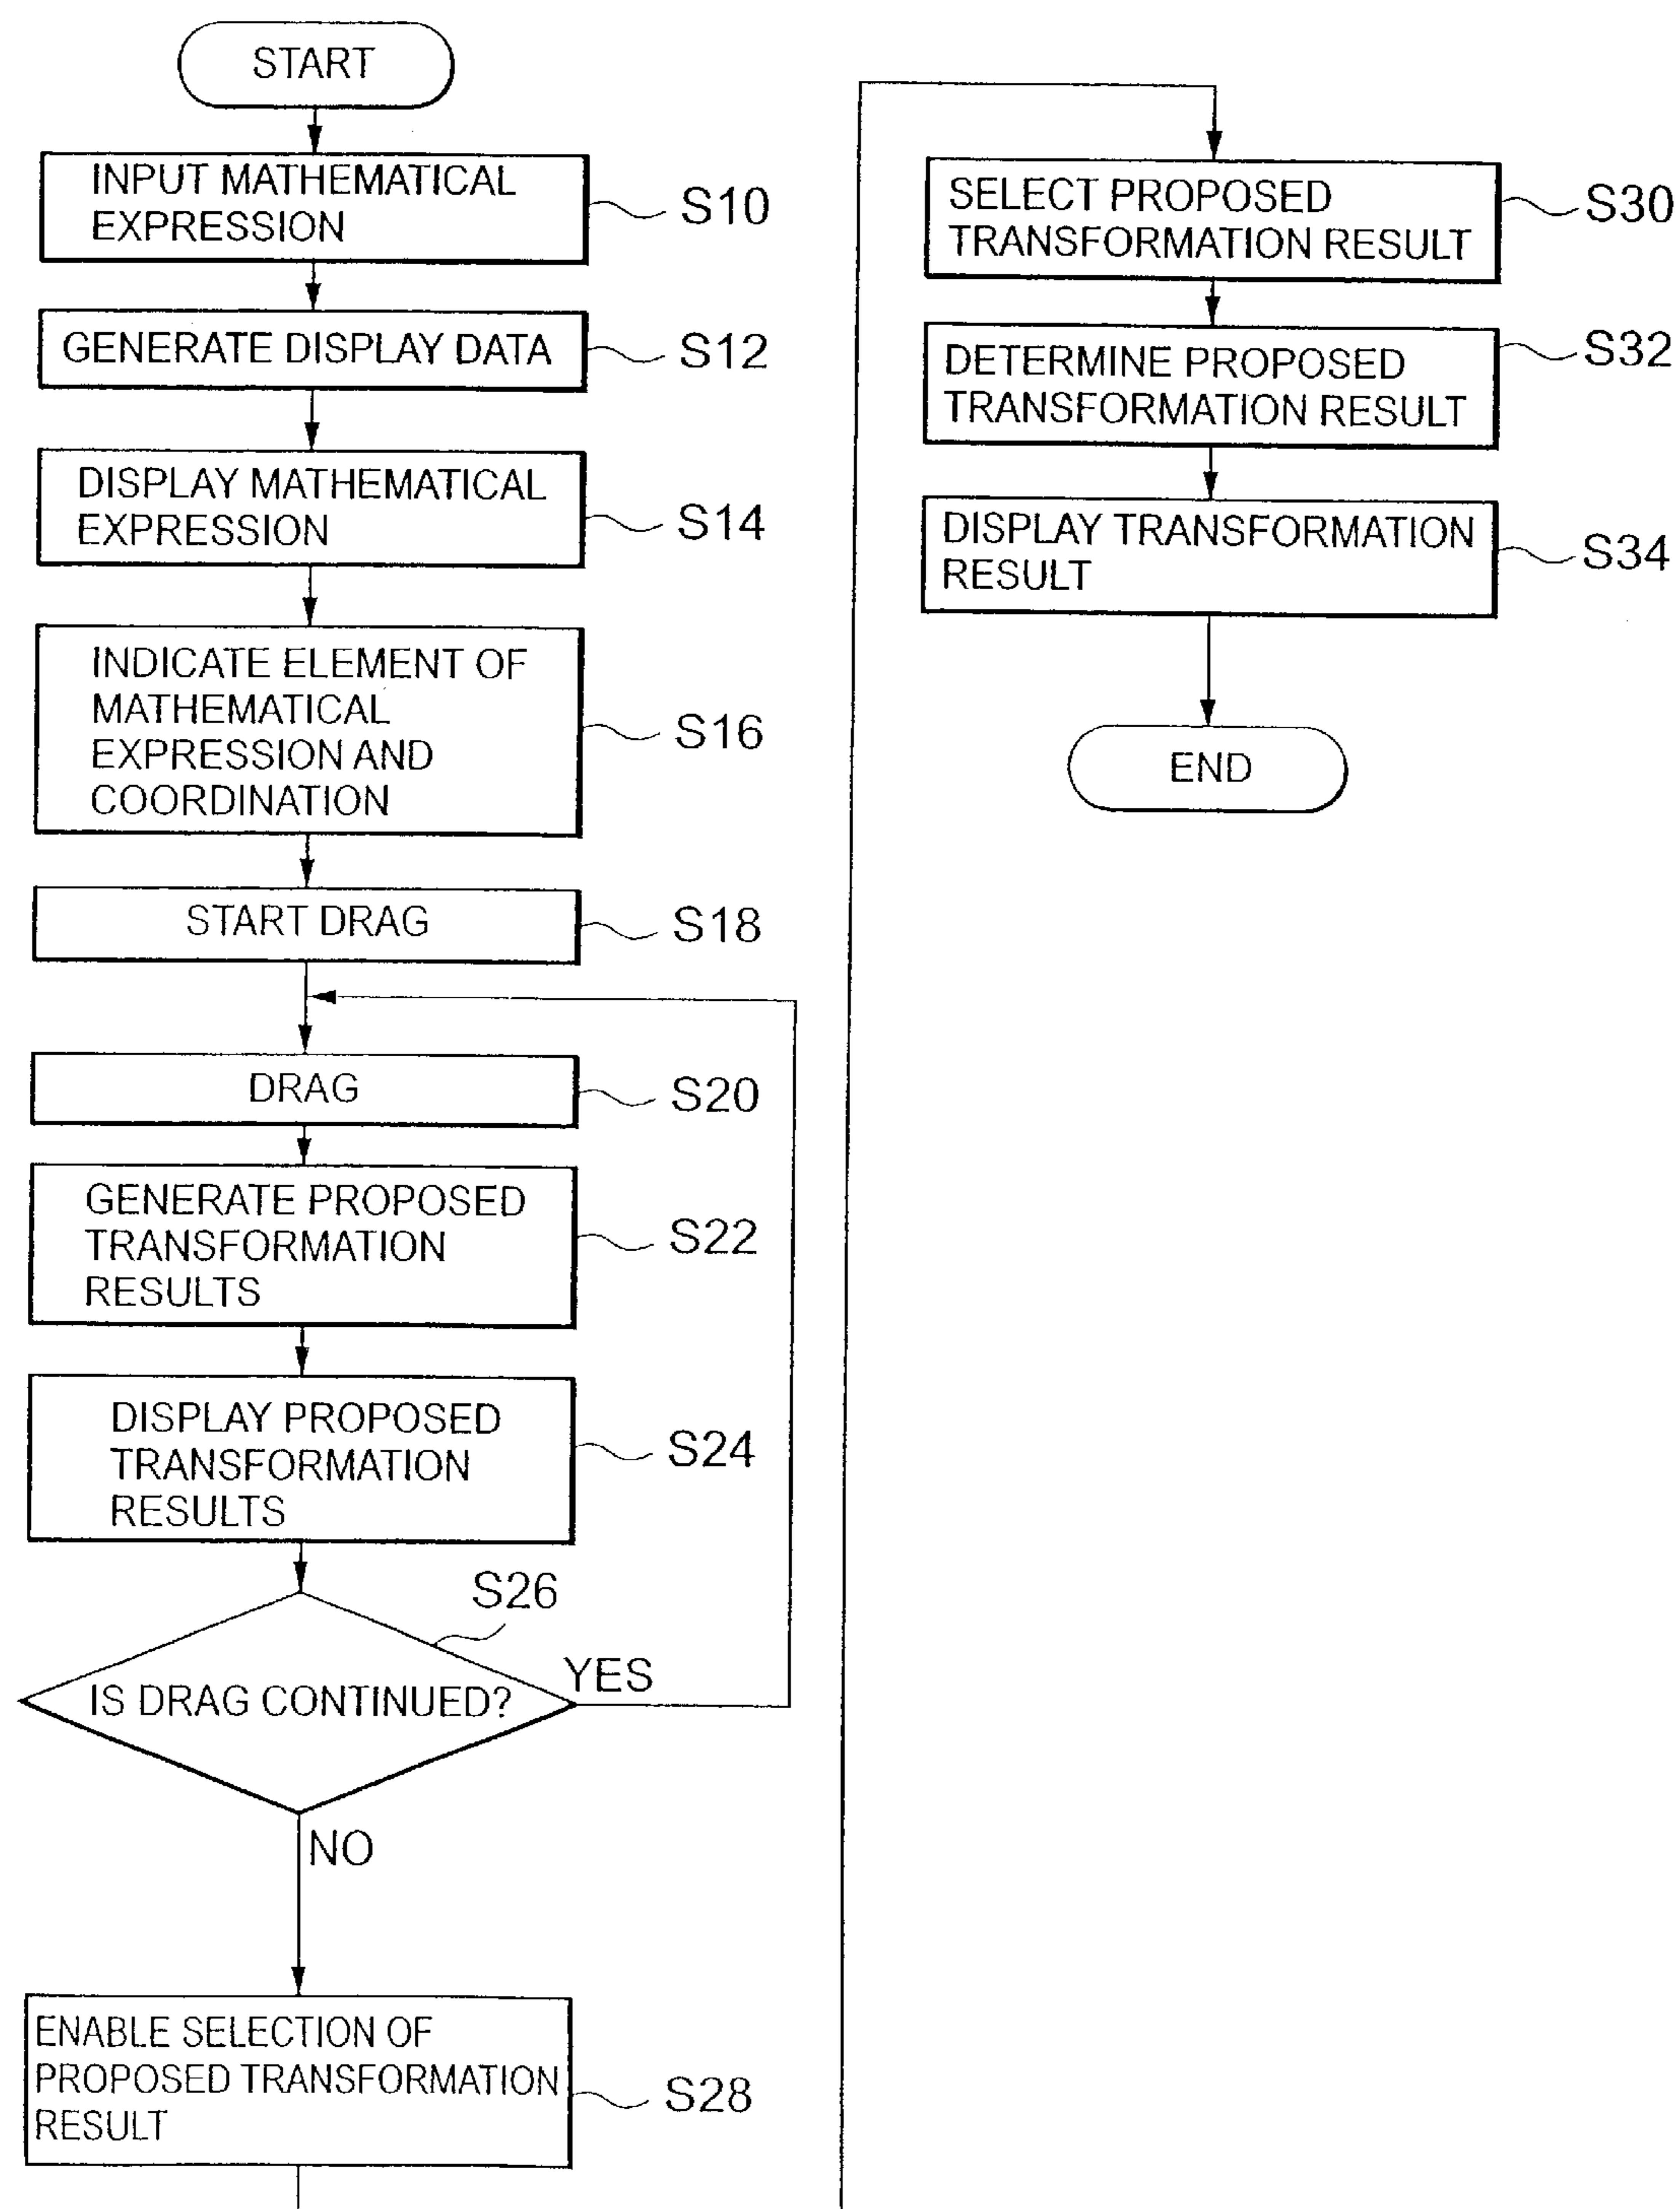 START
INPUT MATHEMATICAL
EXPRESSION
S10
GENERATE DISPLAY DATA
S12
DISPLAY MATHEMATICAL
EXPRESSION
S14
INDICATE ELEMENT OF
MATHEMATICAL
EXPRESSION AND
COORDINATION
S16
START DRAG
S18
DRAG
S20
GENERATE PROPOSED
TRANSFORMATION
RESULTS
S22
DISPLAY PROPOSED
TRANSFORMATION
RESULTS
S24
S26
IS DRAG CONTINUED?
YES
NO
ENABLE SELECTION OF
PROPOSED TRANSFORMATION
RESULT
S28
SELECT PROPOSED
TRANSFORMATION RESULT
S30
DETERMINE PROPOSED
TRANSFORMATION RESULT
S32
DISPLAY TRANSFORMATION
RESULT
S34
END